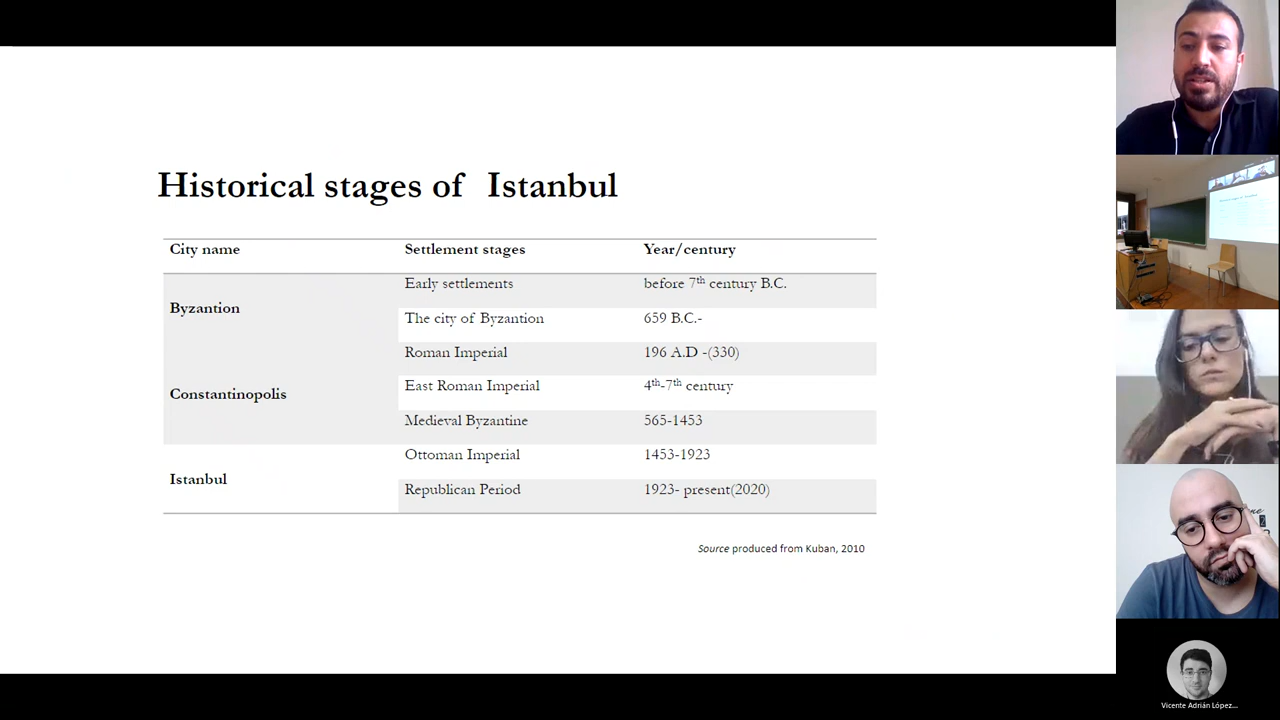 Historical stages of Istanbul
City name Settlement stages Year/century
Byzantion
Early settlements before 7th century B.C.
The city of Byzantion 659 B.C.-
Roman Imperial 196 A.D -(330)
Constantinopolis
East Roman Imperial 4th-7th century
Medieval Byzantine 565-1453
Istanbul
Ottoman Imperial 1453-1923
Republican Period 1923- present(2020)
Source produced from Kuban, 2010
Vicente Adrián López...